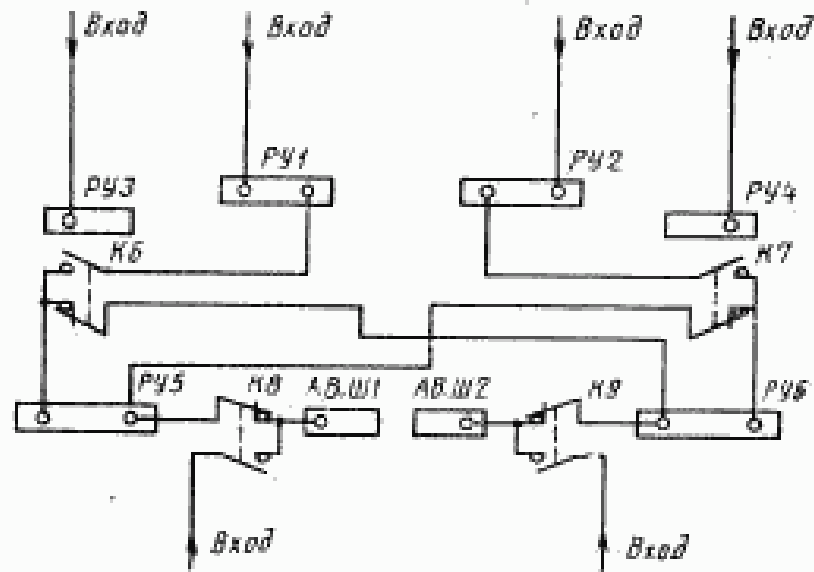 Вход Вход Вход Вход
РУ1 РУ2
РУ3 РУ4
К6 К7
РУ5 К8 АВ.Ш1 АВ.Ш2 К9 РУ6
Вход Вход